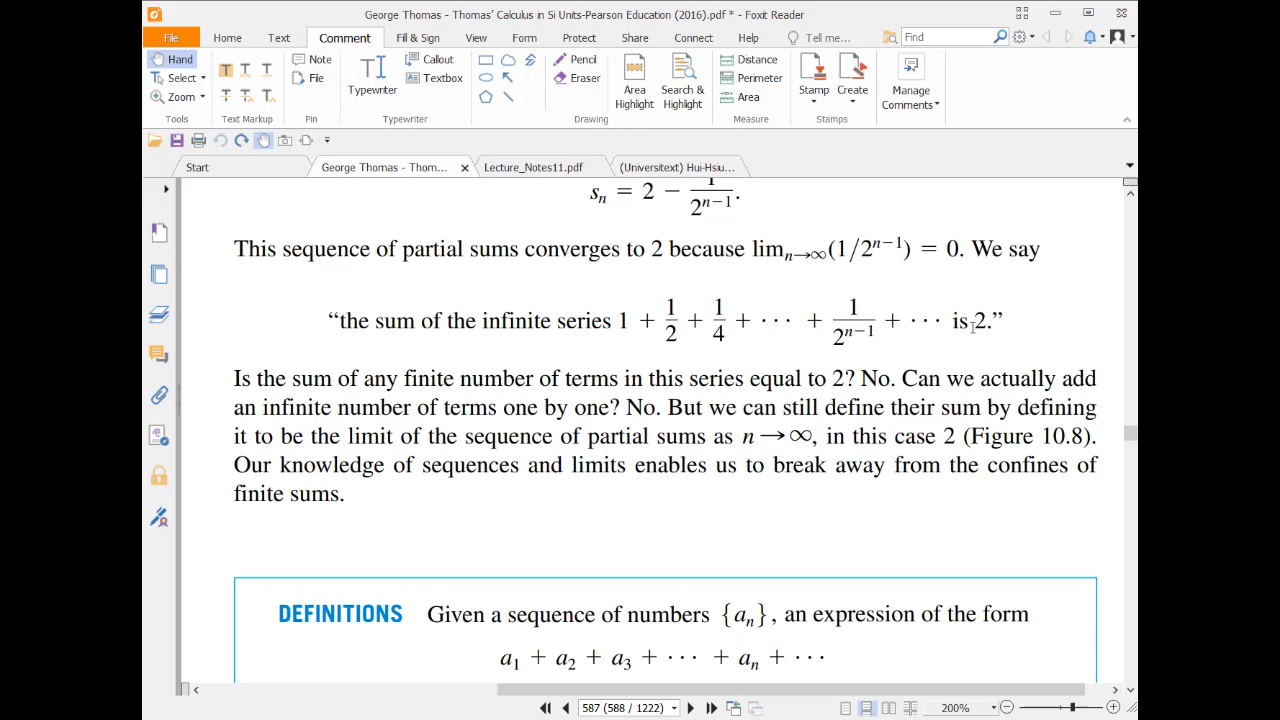 George Thomas - Thomas' Calculus in Si Units-Pearson Education (2016).pdf * - Foxit Reader
File Home Text Comment View Fill & Sign Form Protect Share Connect Help Tell me... Find
Hand
Select
Zoom
Tools
Text Markup
Note
File
Pin
Typewriter
Callout
Textbox
Typewriter
Pencil
Eraser
Area Highlight
Search & Highlight
Drawing
Distance
Perimeter
Area
Measure
Stamp
Create
Stamps
Manage Comments
Start George Thomas - Thom... Lecture_Notes11.pdf (Universitext) Hui-Hsiu...
sₙ = 2 − 1/2ⁿ⁻¹.
This sequence of partial sums converges to 2 because limₙ→∞(1/2ⁿ⁻¹) = 0. We say
“the sum of the infinite series 1 + 1/2 + 1/4 + ··· + 1/2ⁿ⁻¹ + ··· is 2.”
Is the sum of any finite number of terms in this series equal to 2? No. Can we actually add
an infinite number of terms one by one? No. But we can still define their sum by defining
it to be the limit of the sequence of partial sums as n → ∞, in this case 2 (Figure 10.8).
Our knowledge of sequences and limits enables us to break away from the confines of
finite sums.
DEFINITIONS Given a sequence of numbers {aₙ}, an expression of the form
a₁ + a₂ + a₃ + ··· + aₙ + ···
587 (588 / 1222) 200%